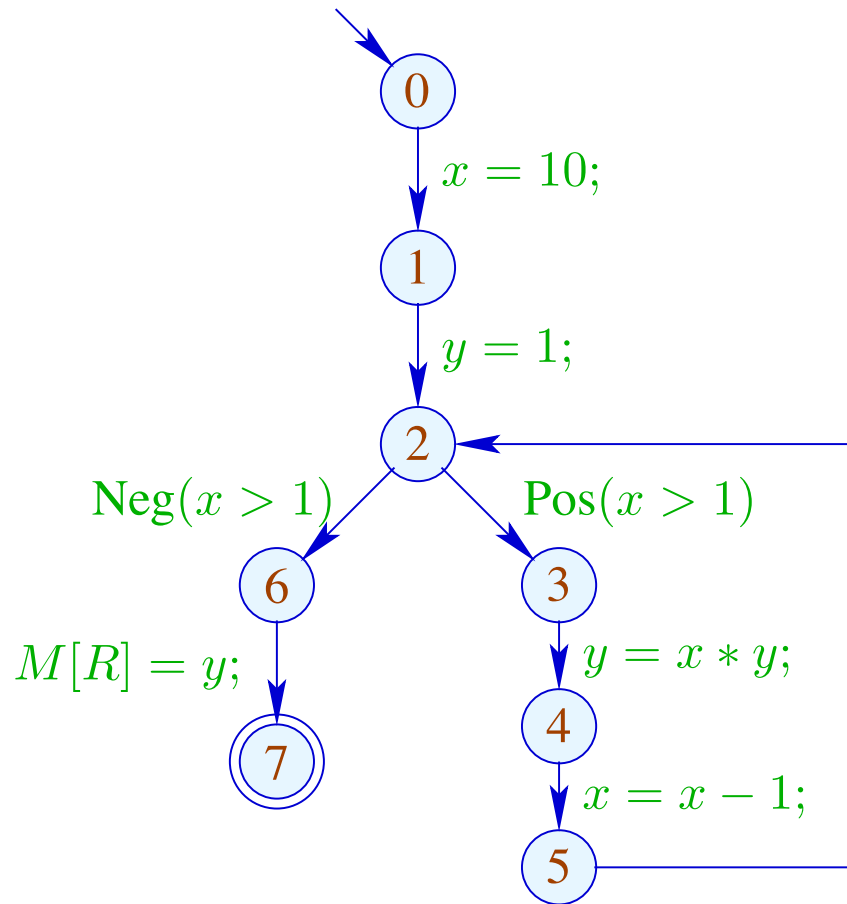 0
x = 10;
1
y = 1;
2
Neg(x > 1)
Pos(x > 1)
6
3
M[R] = y;
y = x * y;
7
4
x = x − 1;
5